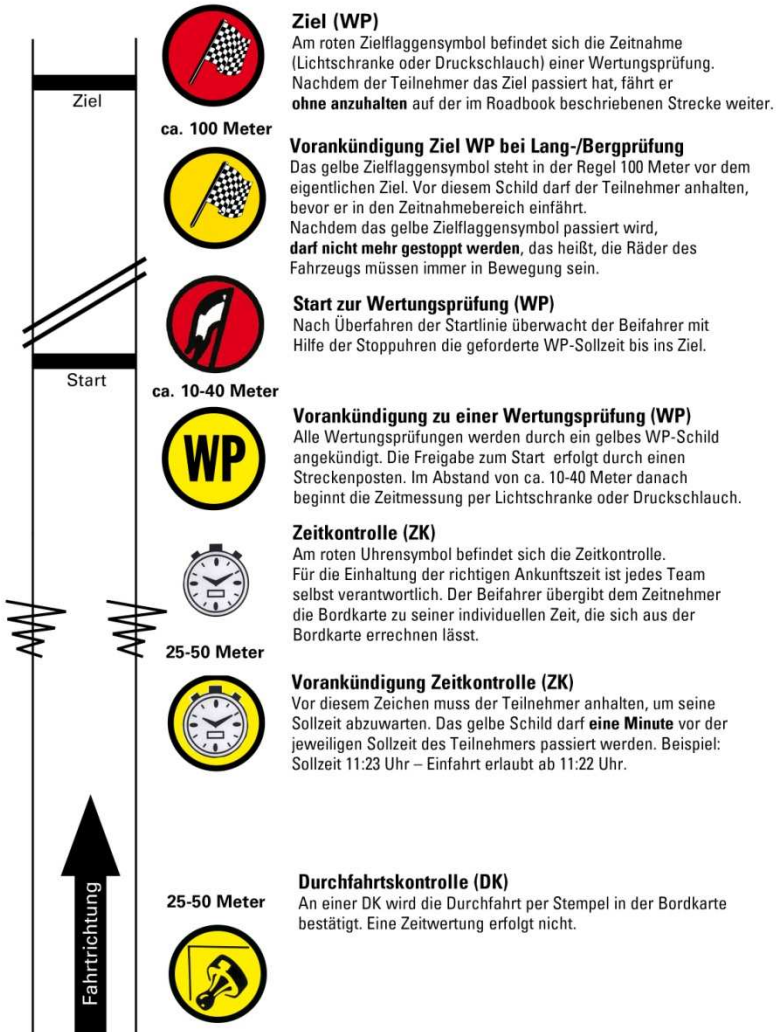 Ziel (WP)
Am roten Zielflaggensymbol befindet sich die Zeitnahme
(Lichtschranke oder Druckschlauch) einer Wertungsprüfung.
Nachdem der Teilnehmer das Ziel passiert hat, fährt er
ohne anzuhalten auf der im Roadbook beschriebenen Strecke weiter.
Ziel
ca. 100 Meter
Vorankündigung Ziel WP bei Lang-/Bergprüfung
Das gelbe Zielflaggensymbol steht in der Regel 100 Meter vor dem
eigentlichen Ziel. Vor diesem Schild darf der Teilnehmer anhalten,
bevor er in den Zeitnahmebereich einfährt.
Nachdem das gelbe Zielflaggensymbol passiert wird,
darf nicht mehr gestoppt werden, das heißt, die Räder des
Fahrzeugs müssen immer in Bewegung sein.
Start zur Wertungsprüfung (WP)
Nach Überfahren der Startlinie überwacht der Beifahrer mit
Hilfe der Stoppuhren die geforderte WP-Sollzeit bis ins Ziel.
Start
ca. 10-40 Meter
WP
Vorankündigung zu einer Wertungsprüfung (WP)
Alle Wertungsprüfungen werden durch ein gelbes WP-Schild
angekündigt. Die Freigabe zum Start erfolgt durch einen
Streckenposten. Im Abstand von ca. 10-40 Meter danach
beginnt die Zeitmessung per Lichtschranke oder Druckschlauch.
Zeitkontrolle (ZK)
Am roten Uhrensymbol befindet sich die Zeitkontrolle.
Für die Einhaltung der richtigen Ankunftszeit ist jedes Team
selbst verantwortlich. Der Beifahrer übergibt dem Zeitnehmer
die Bordkarte zu seiner individuellen Zeit, die sich aus der
Bordkarte errechnen lässt.
25-50 Meter
Vorankündigung Zeitkontrolle (ZK)
Vor diesem Zeichen muss der Teilnehmer anhalten, um seine
Sollzeit abzuwarten. Das gelbe Schild darf eine Minute vor der
jeweiligen Sollzeit des Teilnehmers passiert werden. Beispiel:
Sollzeit 11:23 Uhr – Einfahrt erlaubt ab 11:22 Uhr.
25-50 Meter
Durchfahrtskontrolle (DK)
An einer DK wird die Durchfahrt per Stempel in der Bordkarte
bestätigt. Eine Zeitwertung erfolgt nicht.
Fahrtrichtung